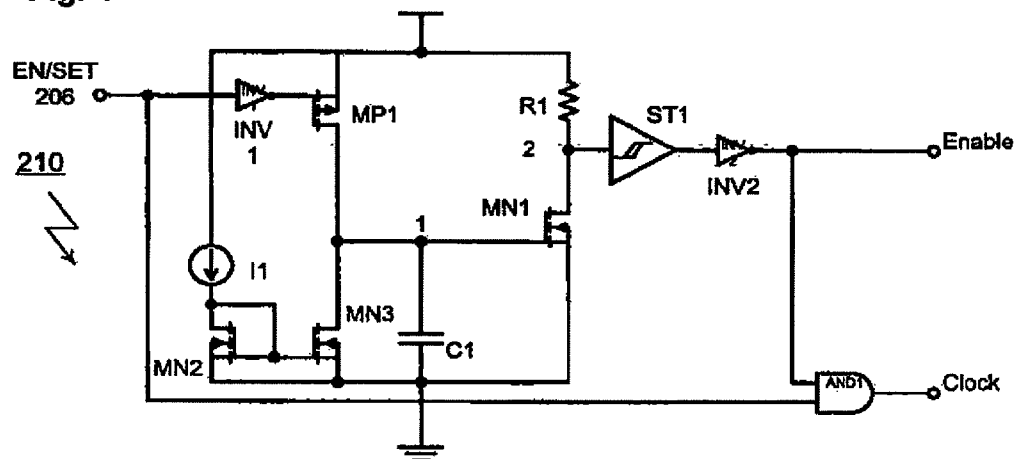 EN/SET
206
210
INV
1
MP1
I1
MN2
MN3
1
C1
R1
2
MN1
ST1
INV2
Enable
AND1
Clock